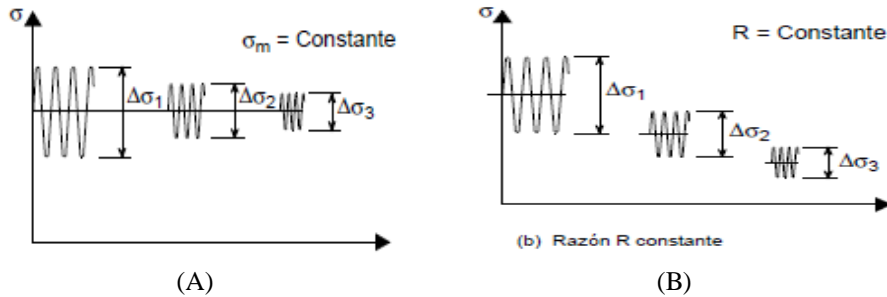 σ
σm = Constante
Δσ1
Δσ2
Δσ3
(A)
σ
R = Constante
Δσ1
Δσ2
Δσ3
(b) Razón R constante
(B)